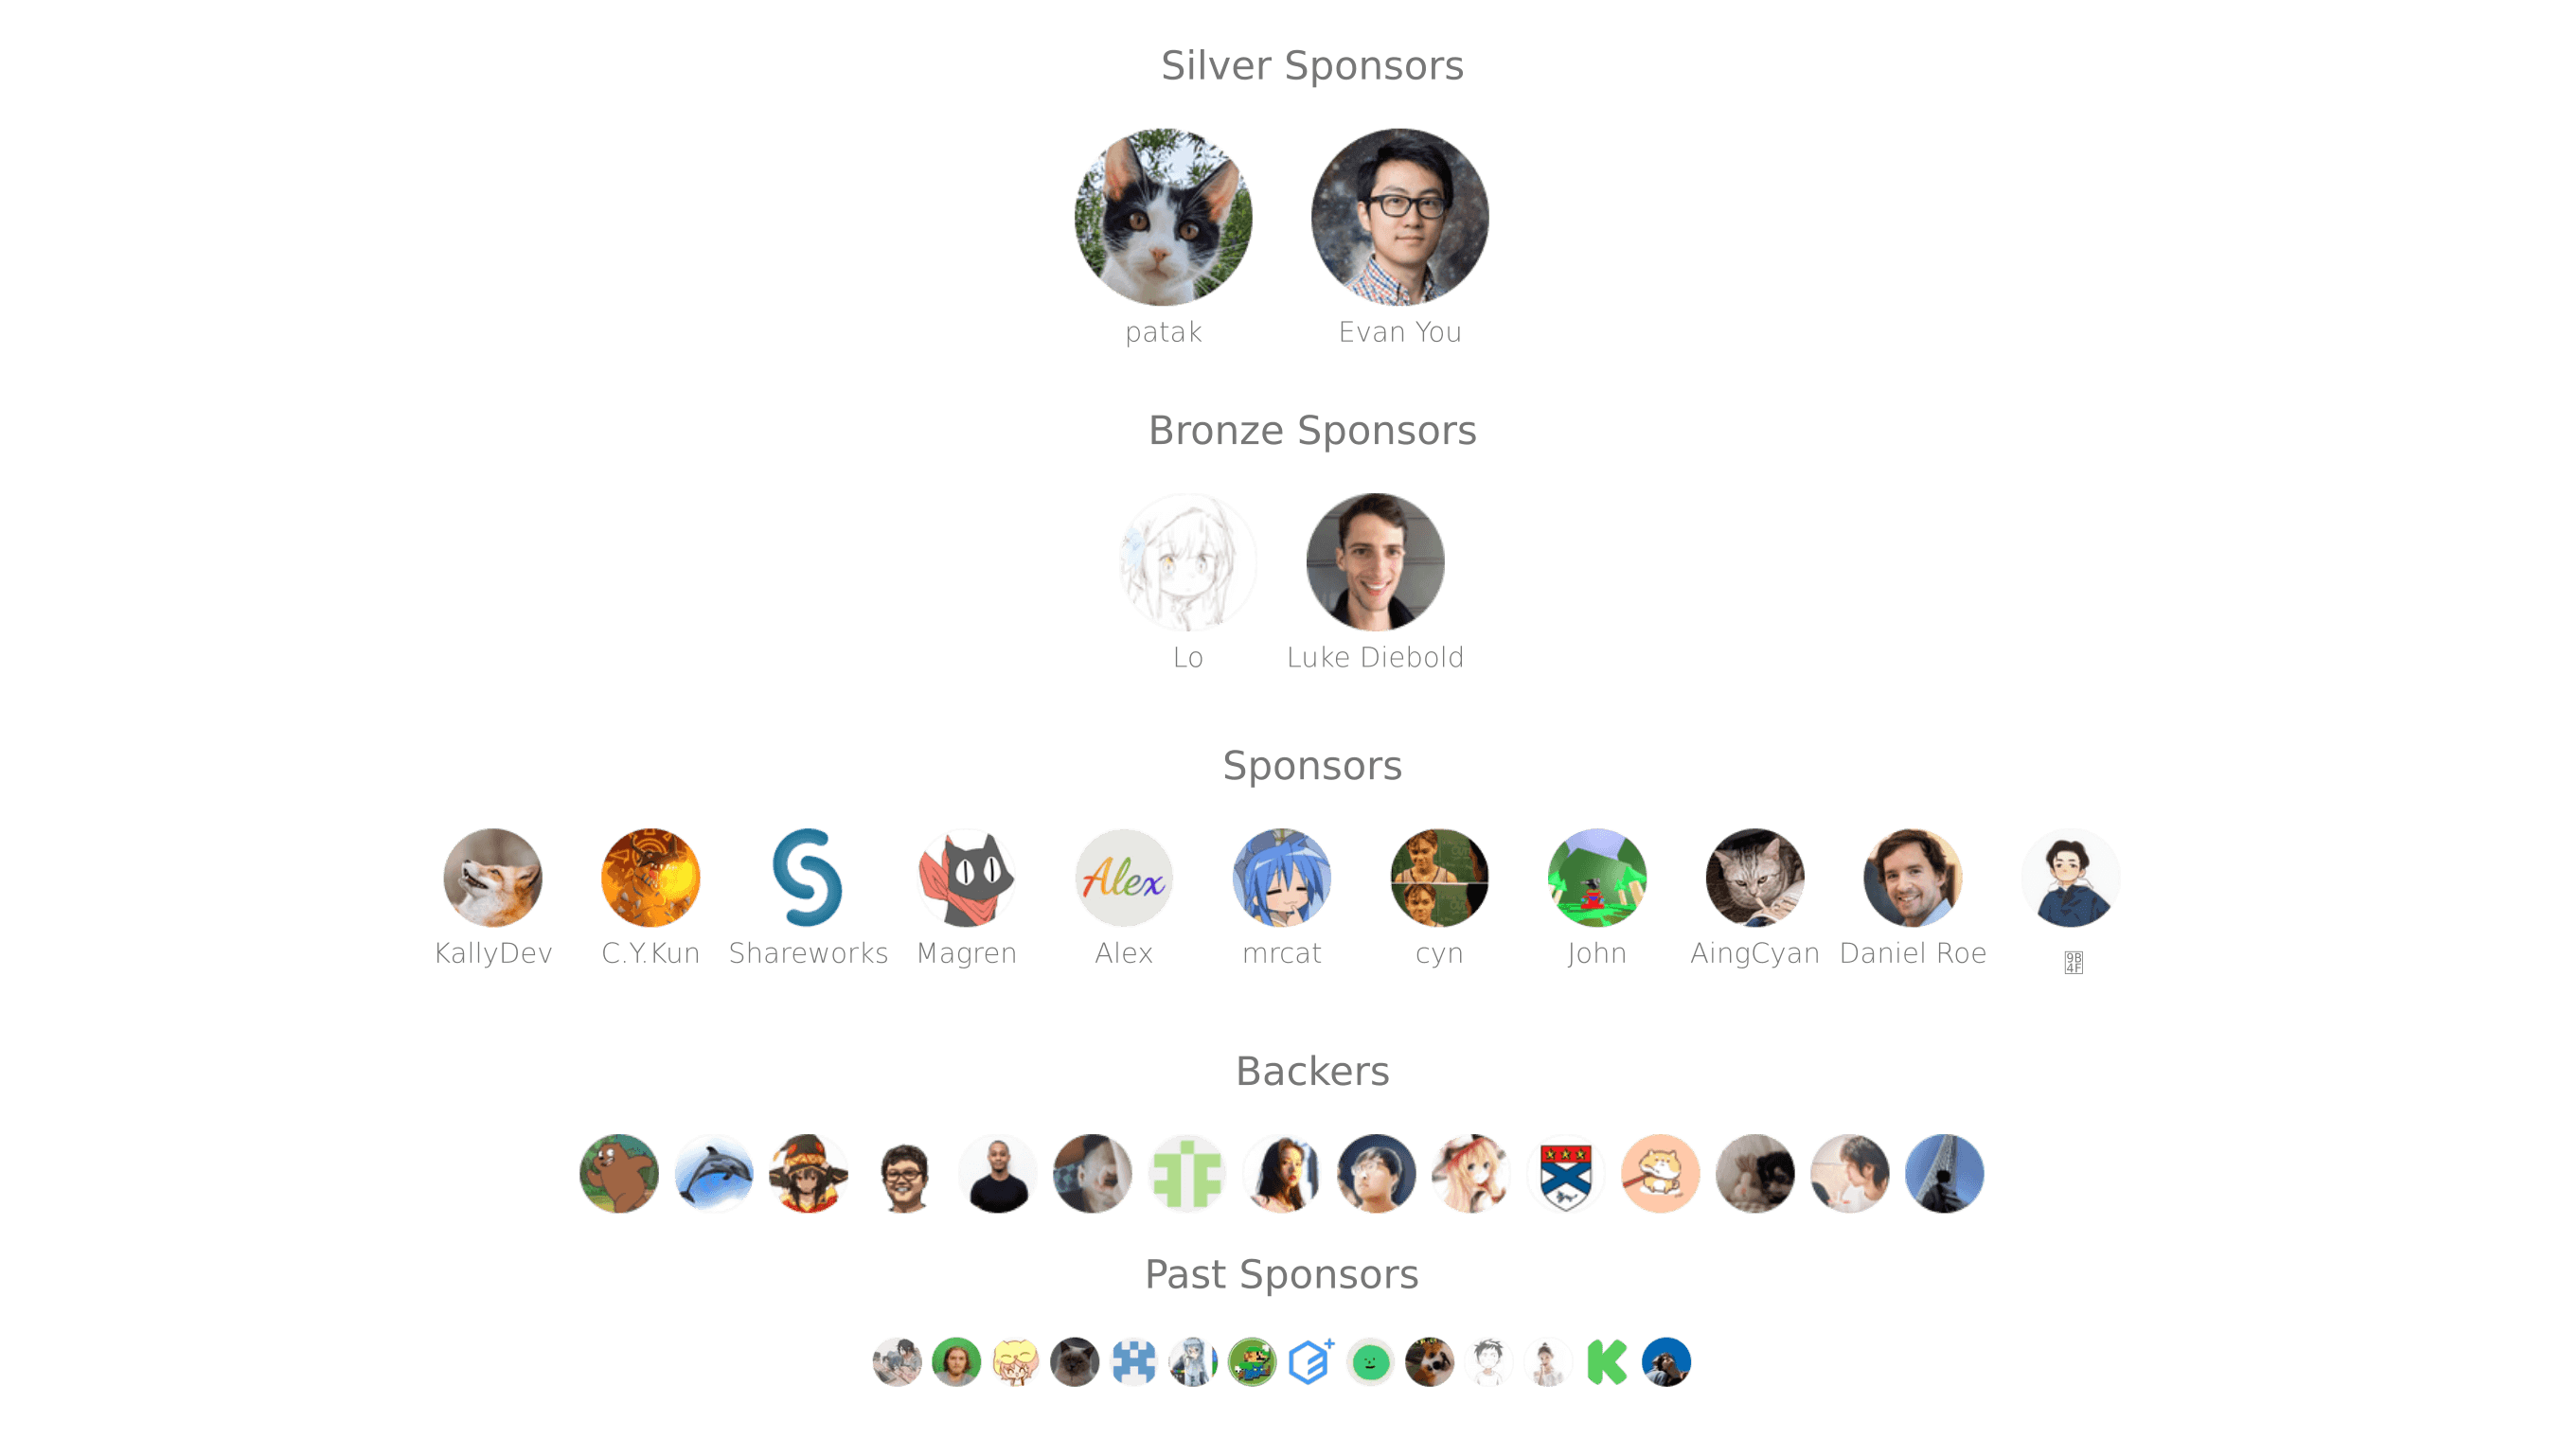 Silver Sponsors
patak Evan You
Bronze Sponsors
Lo Luke Diebold
Sponsors
Alex
KallyDev C.Y.Kun Shareworks Magren Alex mrcat cyn John AingCyan Daniel Roe
Backers
Past Sponsors